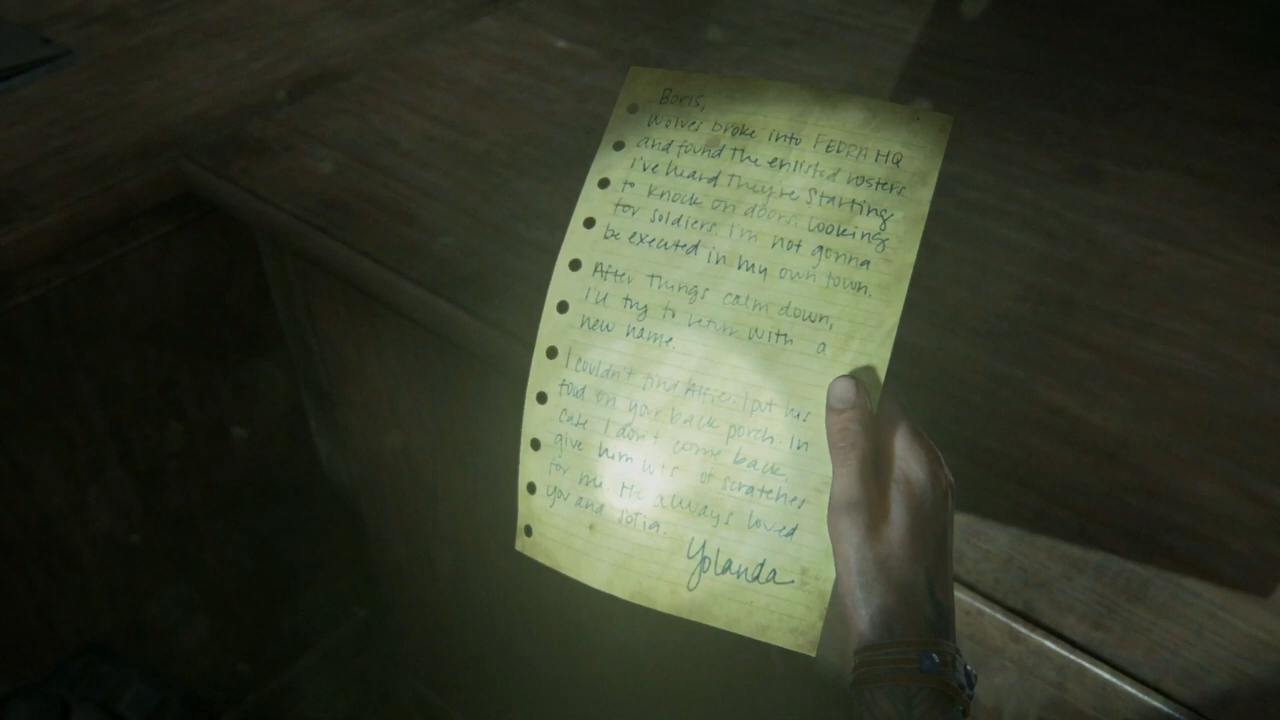 Boris,
Wolves broke into FEDRA HQ
and found the enlisted rosters.
I've heard They're Starting
to knock on doors. Looking
for soldiers. I'm not gonna
be executed in my own town.
After Things calm down,
I'll try to return with a
new name.
I couldn't find Alfie. I put his
food on your back porch. In
case I don't come back,
give him lots of scratches
for me. He always loved
you and Sofia.
Yolanda